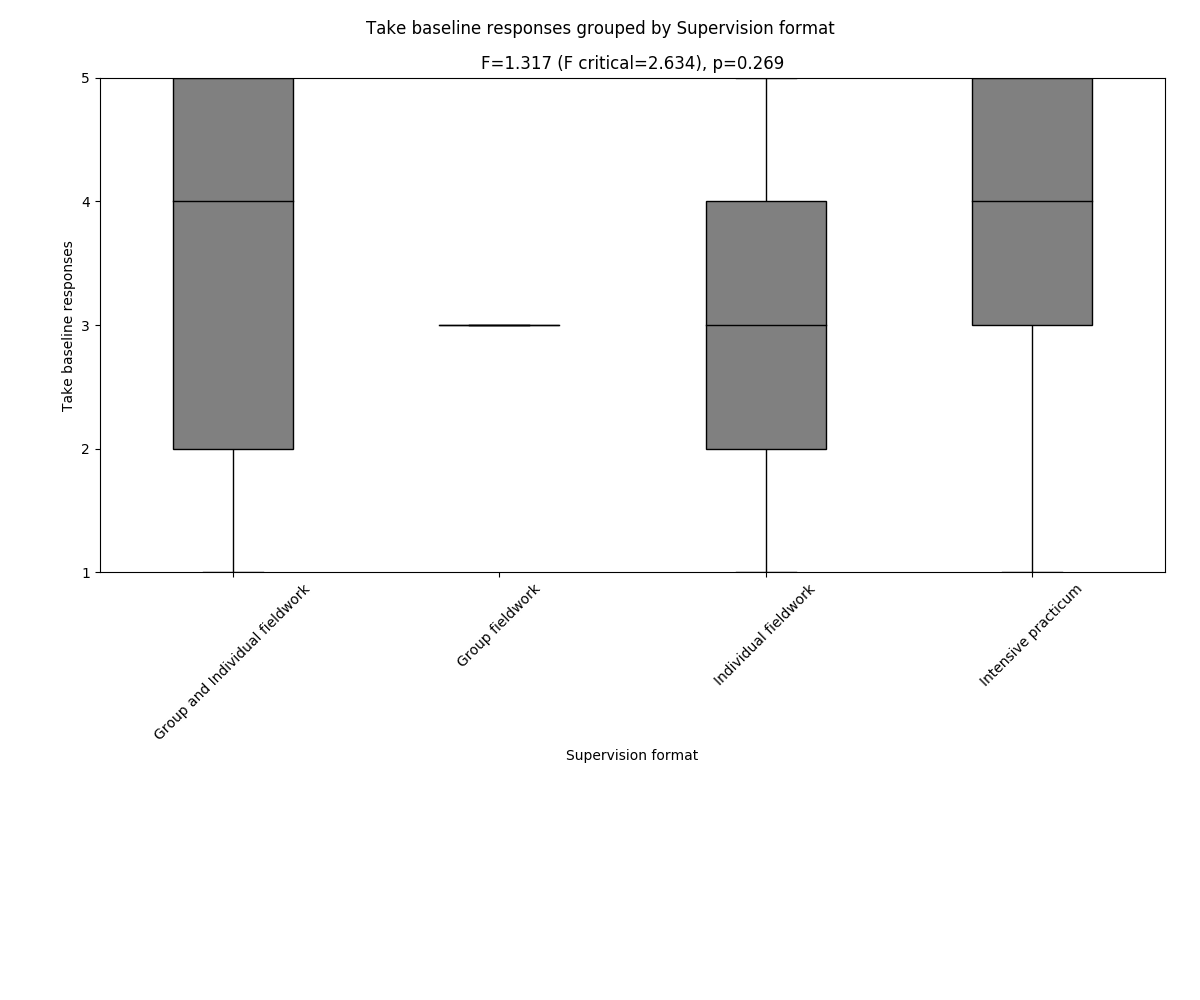 Take baseline responses grouped by Supervision format
F=1.317 (F critical=2.634), p=0.269
Take baseline responses
5
4
3
2
1
Group and Individual fieldwork
Group fieldwork
Individual fieldwork
Intensive practicum
Supervision format